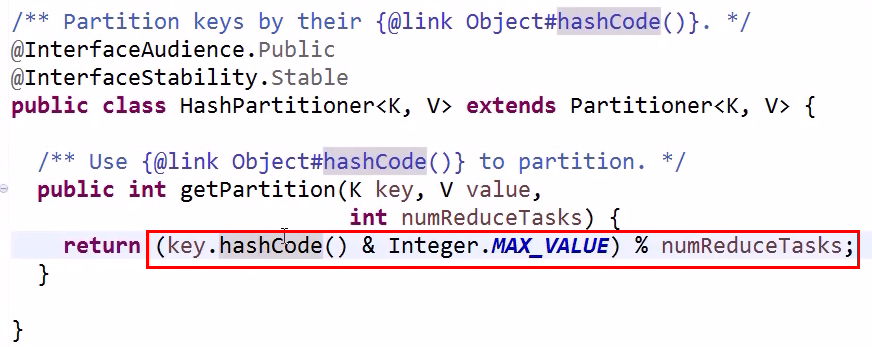 /** Partition keys by their {@link Object#hashCode()}. */
@InterfaceAudience.Public
@InterfaceStability.Stable
public class HashPartitioner<K, V> extends Partitioner<K, V> {
/** Use {@link Object#hashCode()} to partition. */
public int getPartition(K key, V value,
int numReduceTasks) {
return (key.hashCode() & Integer.MAX_VALUE) % numReduceTasks;
}
}